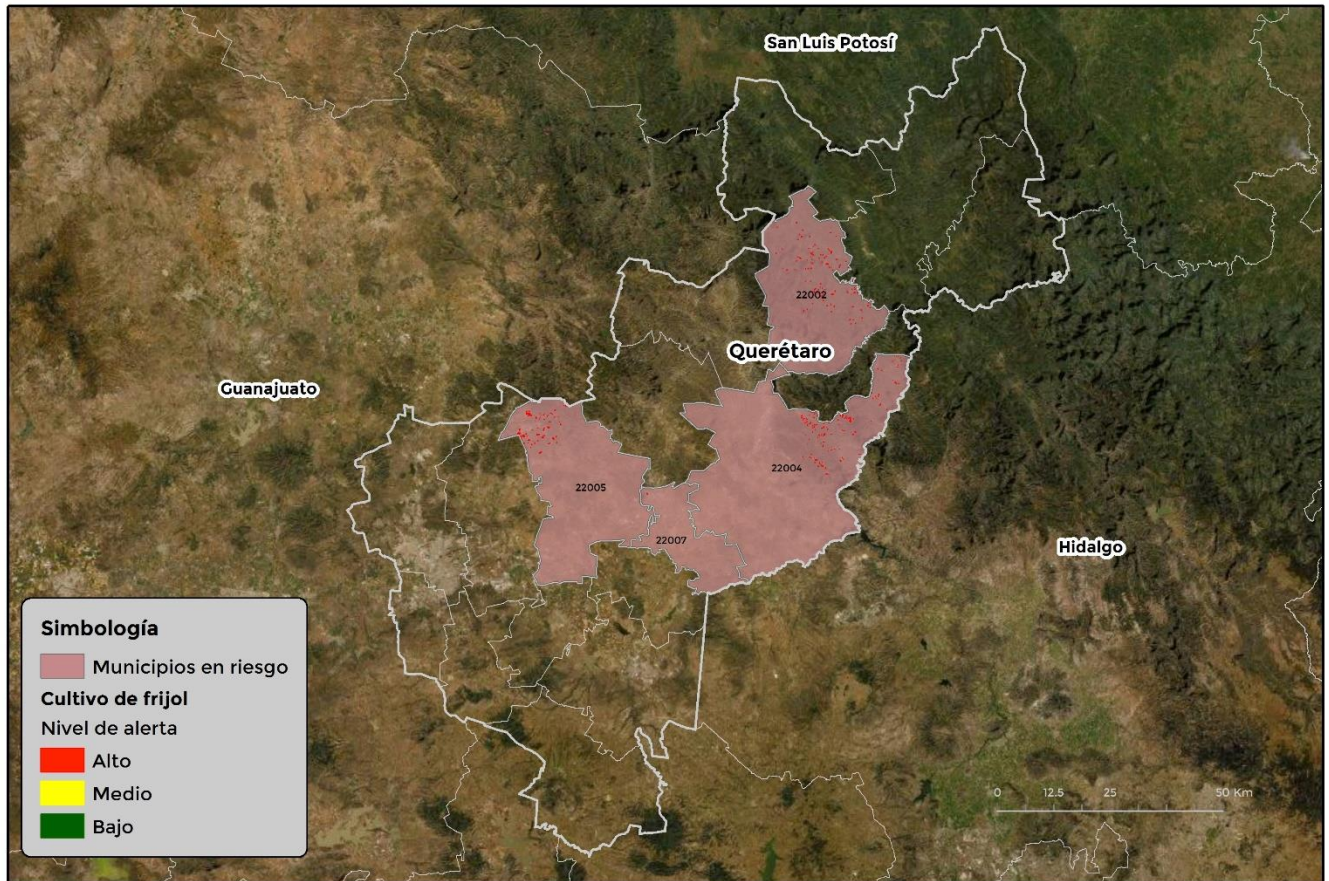 San Luis Potosí
22002
Querétaro
Guanajuato
22004
22005
22007
Hidalgo
Simbología
Municipios en riesgo
Cultivo de frijol
Nivel de alerta
Alto
Medio
Bajo
0 12.5 25 50 Km